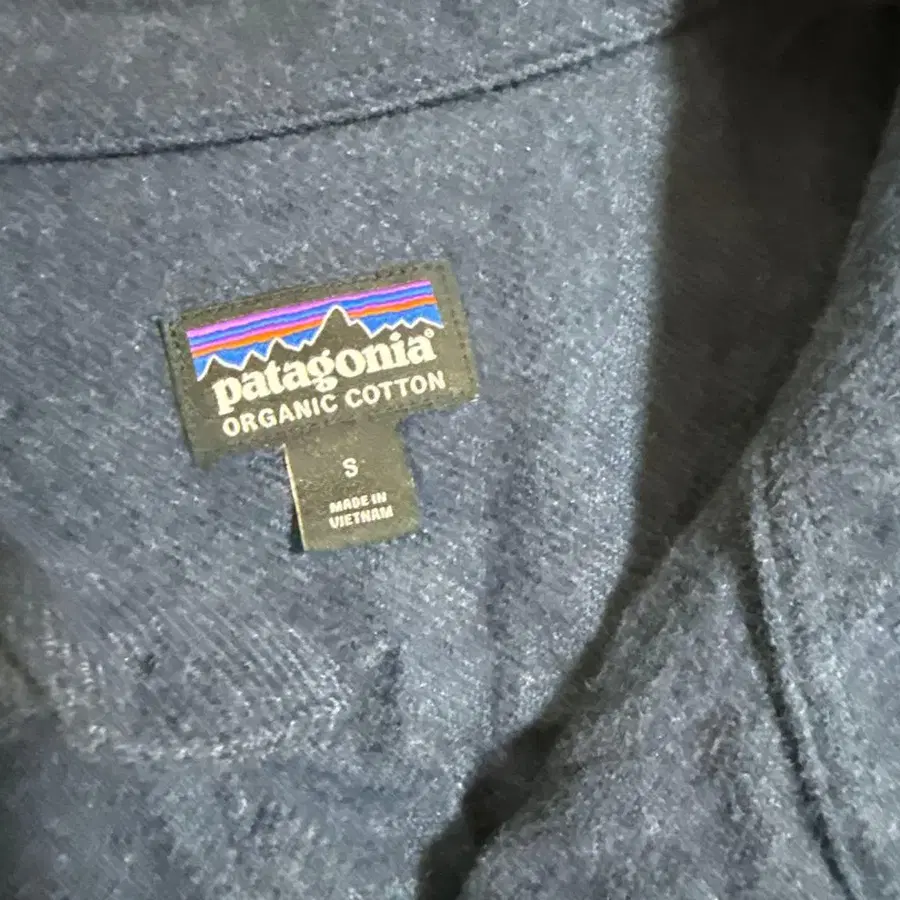 patagonia®
ORGANIC COTTON
S
MADE IN
VIETNAM